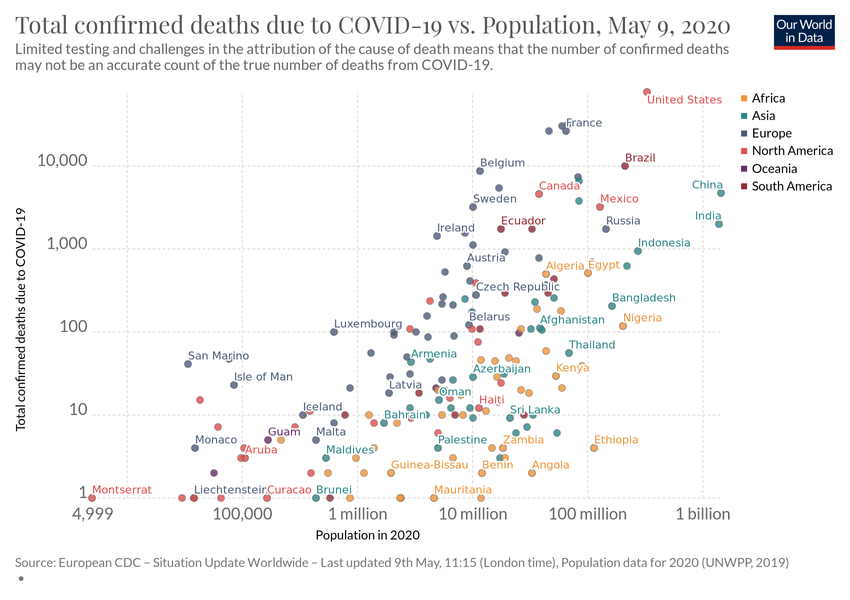 Total confirmed deaths due to COVID-19 vs. Population, May 9, 2020
Our World
in Data
Limited testing and challenges in the attribution of the cause of death means that the number of confirmed deaths
may not be an accurate count of the true number of deaths from COVID-19.
United States
Africa
Asia
Europe
North America
Oceania
South America
France
10,000
Belgium
Brazil
Canada
China
Sweden
Mexico
Ecuador
Russia
India
Ireland
1,000
Indonesia
Austria
Algeria
Egypt
Czech Republic
Bangladesh
Belarus
Afghanistan
Nigeria
Luxembourg
100
Thailand
San Marino
Armenia
Azerbaijan
Kenya
Isle of Man
Latvia
Oman
Haiti
Iceland
Bahrain
Sri Lanka
10
Guam
Malta
Monaco
Aruba
Maldives
Palestine
Zambia
Ethiopia
Guinea-Bissau
Benin
Angola
Montserrat
Liechtenstein
Curacao
Brunei
Mauritania
1
4,999
100,000
1 million
10 million
100 million
1 billion
Total confirmed deaths due to COVID-19
Population in 2020
Source: European CDC – Situation Update Worldwide – Last updated 9th May, 11:15 (London time), Population data for 2020 (UNWPP, 2019)
•